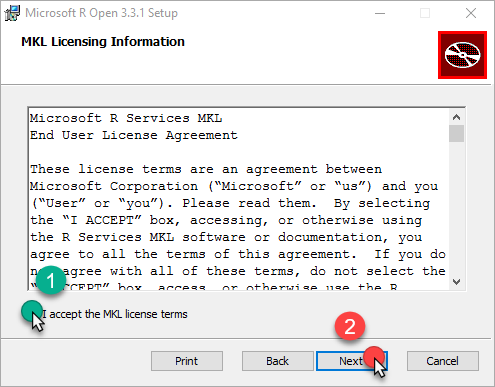 Microsoft R Open 3.3.1 Setup
MKL Licensing Information
Microsoft R Services MKL
End User License Agreement
These license terms are an agreement between
Microsoft Corporation (“Microsoft” or “us”) and you
(“User” or “you”). Please read them.  By selecting
the “I ACCEPT” box, accessing, or otherwise using
the R Services MKL software or documentation, you
agree to all the terms of this agreement.  If you do
agree with all of these terms, do not select the
box, access, or otherwise use the R
1
I accept the MKL license terms
2
Print
Back
Next
Cancel